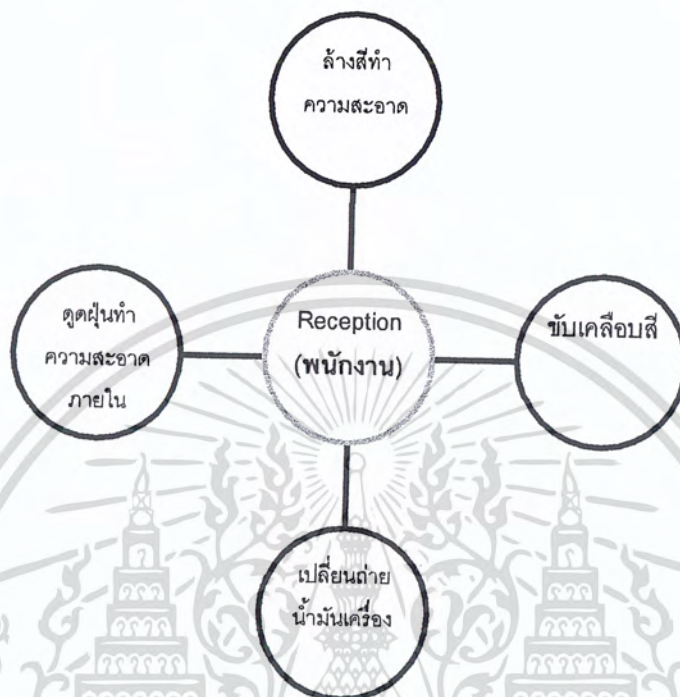 ล้างสีทำ
ความสะอาด
ดูดฝุ่นทำ
ความสะอาด
ภายใน
Reception
(พนักงาน)
ขับเคลือบสี
เปลี่ยนถ่าย
น้ำมันเครื่อง